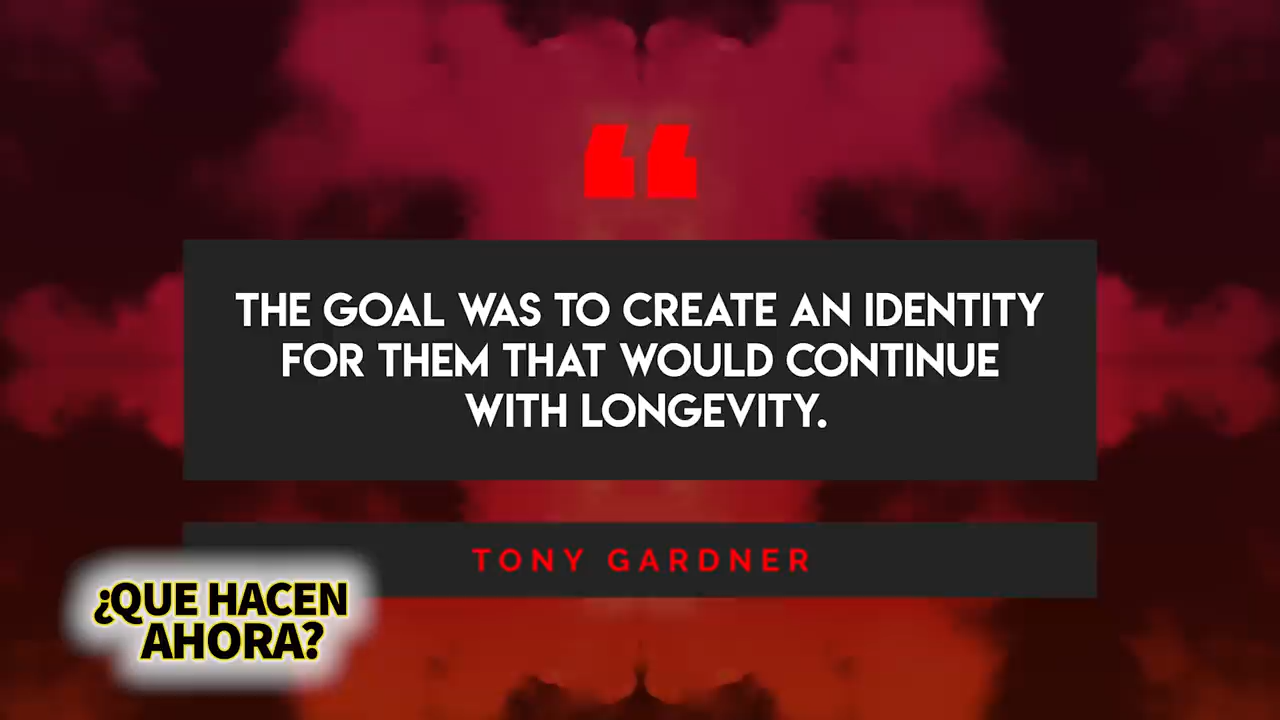 “
THE GOAL WAS TO CREATE AN IDENTITY
FOR THEM THAT WOULD CONTINUE
WITH LONGEVITY.
TONY GARDNER
¿QUE HACEN
AHORA?